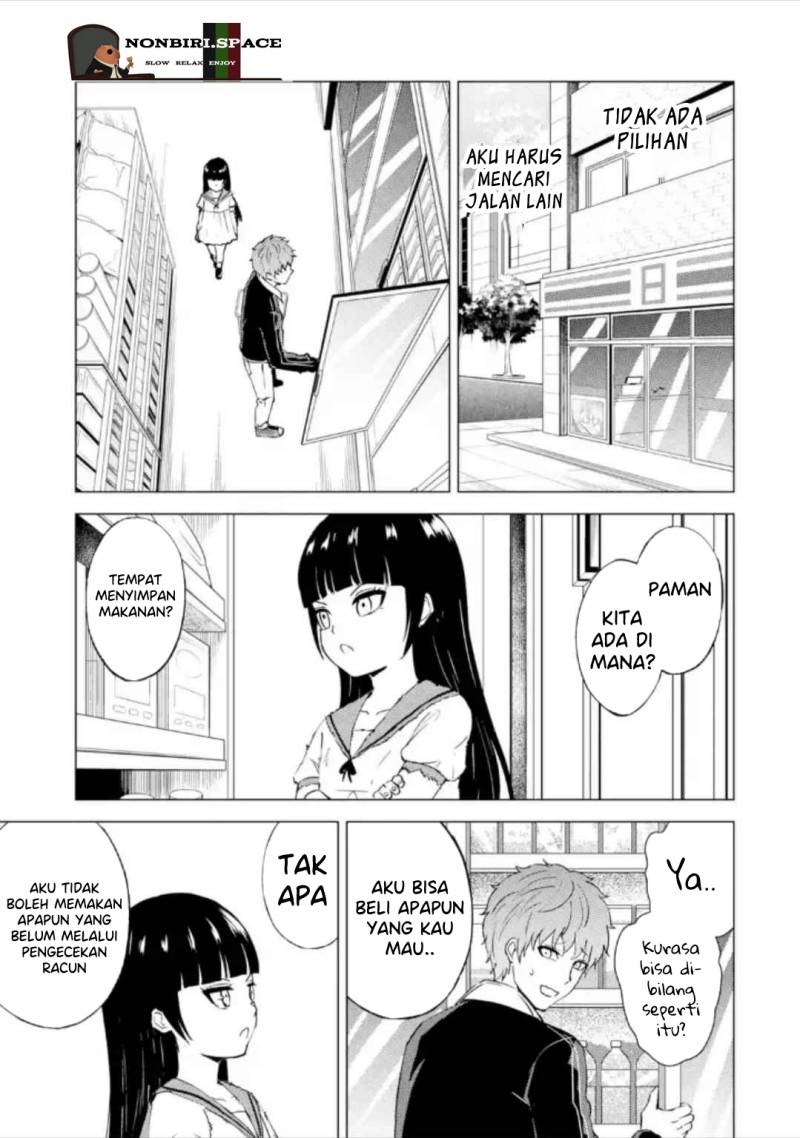 NONBIRI.SPACE
SLOW RELAX ENJOY
TIDAK ADA
PILIHAN
AKU HARUS
MENCARI
JALAN LAIN
PAMAN
KITA
ADA DI
MANA?
TEMPAT
MENYIMPAN
MAKANAN?
Ya..
Kurasa
bisa di-
bilang
seperti
itu?
AKU BISA
BELI APAPUN
YANG KAU
MAU..
TAK
APA
AKU TIDAK
BOLEH MEMAKAN
APAPUN YANG
BELUM MELALUI
PENGECEKAN
RACUN